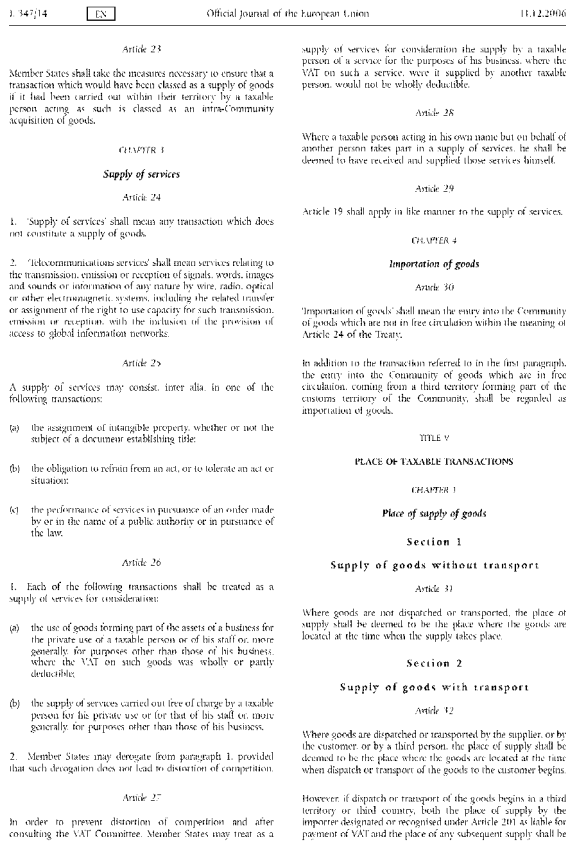 L 347/14
EN
Official Journal of the European Union
11.12.2006
Article 23
Member States shall take the measures necessary to ensure that a
transaction which would have been classed as a supply of goods
if it had been carried out within their territory by a taxable
person acting as such is classed as an intra-Community
acquisition of goods.
CHAPTER 3
Supply of services
Article 24
1. 'Supply of services' shall mean any transaction which does
not constitute a supply of goods.
2. 'Telecommunications services' shall mean services relating to
the transmission, emission or reception of signals, words, images
and sounds or information of any nature by wire, radio, optical
or other electromagnetic systems, including the related transfer
or assignment of the right to use capacity for such transmission,
emission or reception, with the inclusion of the provision of
access to global information networks.
Article 25
A supply of services may consist, inter alia, in one of the
following transactions:
(a) the assignment of intangible property, whether or not the
subject of a document establishing title;
(b) the obligation to refrain from an act, or to tolerate an act or
situation;
(c) the performance of services in pursuance of an order made
by or in the name of a public authority or in pursuance of
the law.
Article 26
1. Each of the following transactions shall be treated as a
supply of services for consideration:
(a) the use of goods forming part of the assets of a business for
the private use of a taxable person or of his staff or, more
generally, for purposes other than those of his business,
where the VAT on such goods was wholly or partly
deductible;
(b) the supply of services carried out free of charge by a taxable
person for his private use or for that of his staff or, more
generally, for purposes other than those of his business.
2. Member States may derogate from paragraph 1, provided
that such derogation does not lead to distortion of competition.
Article 27
In order to prevent distortion of competition and after
consulting the VAT Committee, Member States may treat as a
supply of services for consideration the supply by a taxable
person of a service for the purposes of his business, where the
VAT on such a service, were it supplied by another taxable
person, would not be wholly deductible.
Article 28
Where a taxable person acting in his own name but on behalf of
another person takes part in a supply of services, he shall be
deemed to have received and supplied those services himself.
Article 29
Article 19 shall apply in like manner to the supply of services.
CHAPTER 4
Importation of goods
Article 30
'Importation of goods' shall mean the entry into the Community
of goods which are not in free circulation within the meaning of
Article 24 of the Treaty.
In addition to the transaction referred to in the first paragraph,
the entry into the Community of goods which are in free
circulation, coming from a third territory forming part of the
customs territory of the Community, shall be regarded as
importation of goods.
TITLE V
PLACE OF TAXABLE TRANSACTIONS
CHAPTER 1
Place of supply of goods
Section 1
Supply of goods without transport
Article 31
Where goods are not dispatched or transported, the place of
supply shall be deemed to be the place where the goods are
located at the time when the supply takes place.
Section 2
Supply of goods with transport
Article 32
Where goods are dispatched or transported by the supplier, or by
the customer, or by a third person, the place of supply shall be
deemed to be the place where the goods are located at the time
when dispatch or transport of the goods to the customer begins.
However, if dispatch or transport of the goods begins in a third
territory or third country, both the place of supply by the
importer designated or recognised under Article 201 as liable for
payment of VAT and the place of any subsequent supply shall be